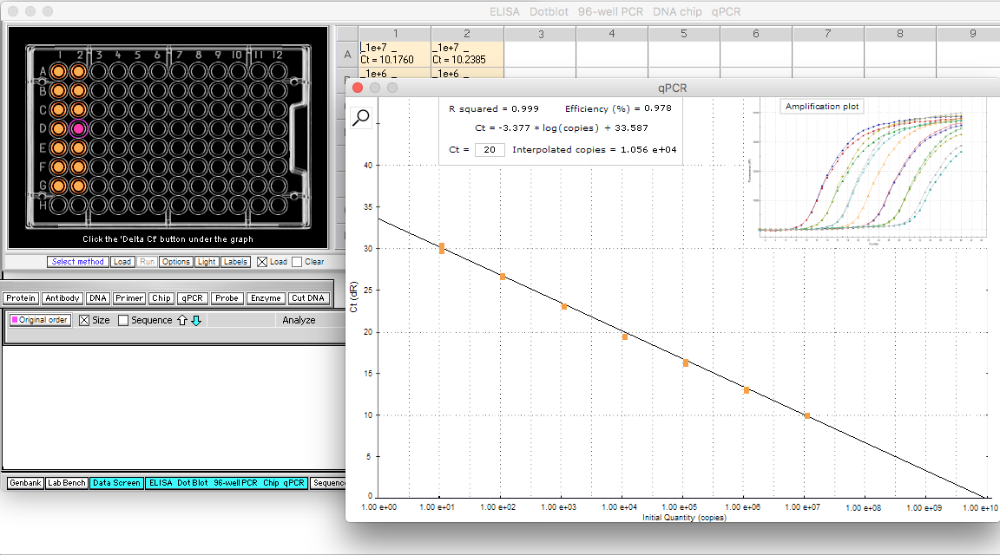 ELISA Dotblot 96-well PCR DNA chip qPCR
1 2 3 4 5 6 7 8 9 10 11 12
A
B
C
D
E
F
G
H
Click the 'Delta Ct' button under the graph
Select method Load Run Options Light Labels Load Clear
1 2 3 4 5 6 7 8 9
A
_1e+7 _ _1e+7 _
Ct = 10.1760 Ct = 10.2385
_1e+6 _ _1e+6 _
Protein Antibody DNA Primer Chip qPCR Probe Enzyme Cut DNA
Original order Size Sequence Analyze
Genbank Lab Bench Data Screen ELISA Dot Blot 96-well PCR Chip qPCR Sequenc
qPCR
R squared = 0.999 Efficiency (%) = 0.978
Ct = -3.377 * log(copies) + 33.587
Ct = 20 Interpolated copies = 1.056 e+04
Amplification plot
Cycles
Ct (dR)
40
35
30
25
20
15
10
5
0
1.00 e+00 1.00 e+01 1.00 e+02 1.00 e+03 1.00 e+04 1.00 e+05 1.00 e+06 1.00 e+07 1.00 e+08 1.00 e+09 1.00 e+10
Initial Quantity (copies)